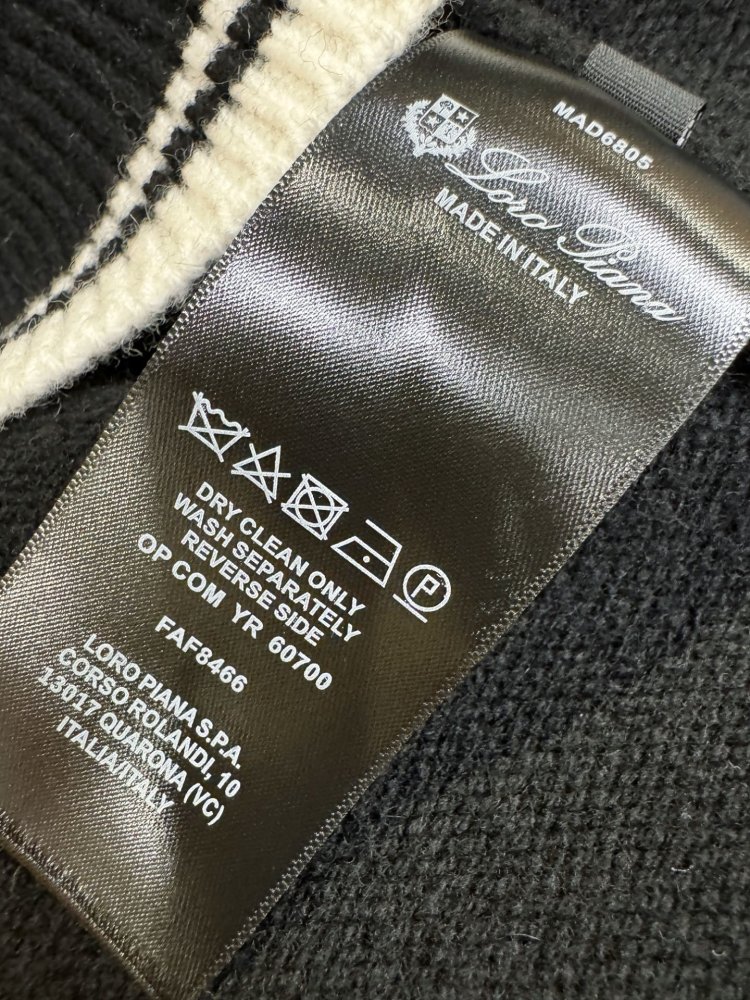 MAD6805
Loro Piana
MADE IN ITALY
DRY CLEAN ONLY
WASH SEPARATELY
REVERSE SIDE
OP COM YR 60700
FAF8466
LORO PIANA S.P.A.
CORSO ROLANDI, 10
13017 QUARONA (VC)
ITALIA/ITALY